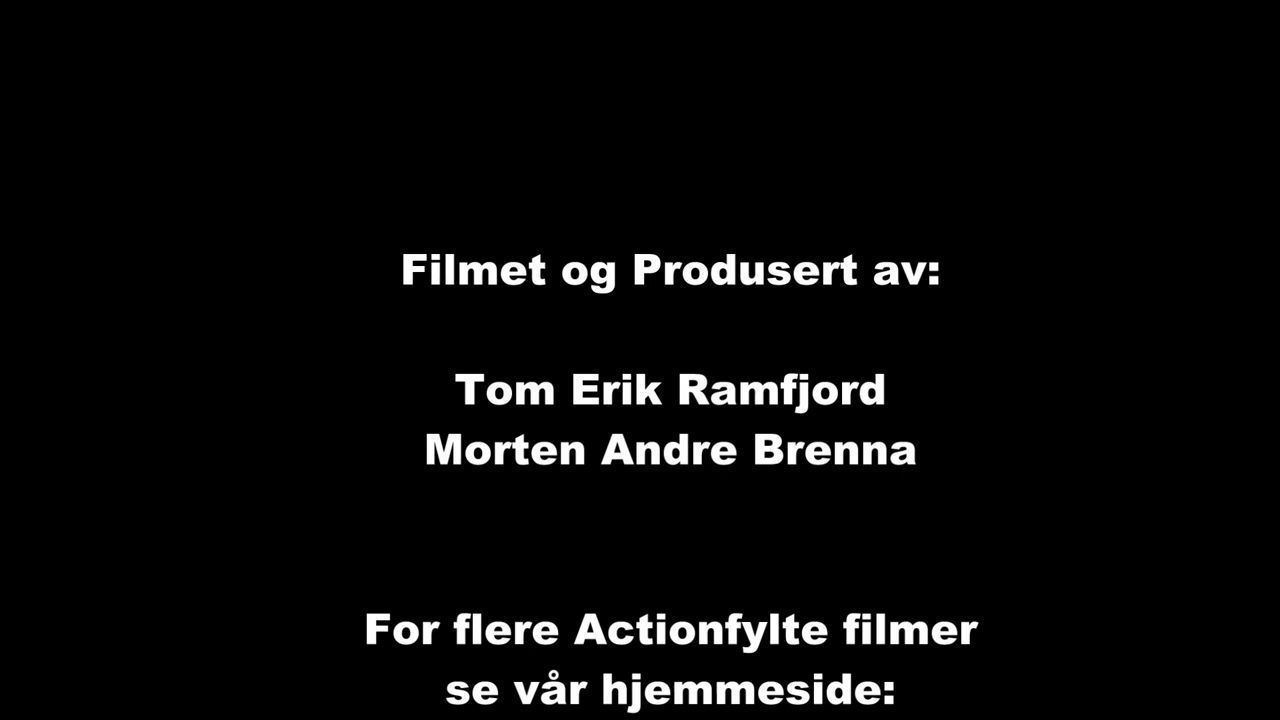 Filmet og Produsert av:
Tom Erik Ramfjord
Morten Andre Brenna
For flere Actionfylte filmer
se vår hjemmeside: